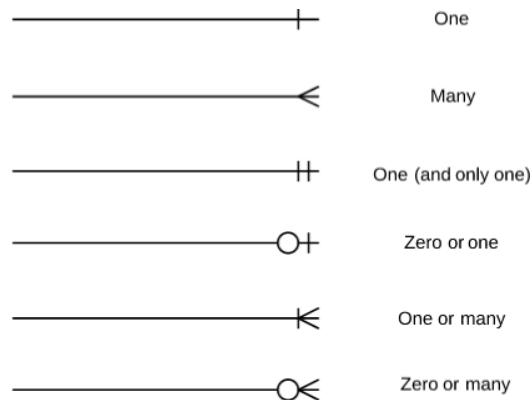 One
Many
One (and only one)
Zero or one
One or many
Zero or many